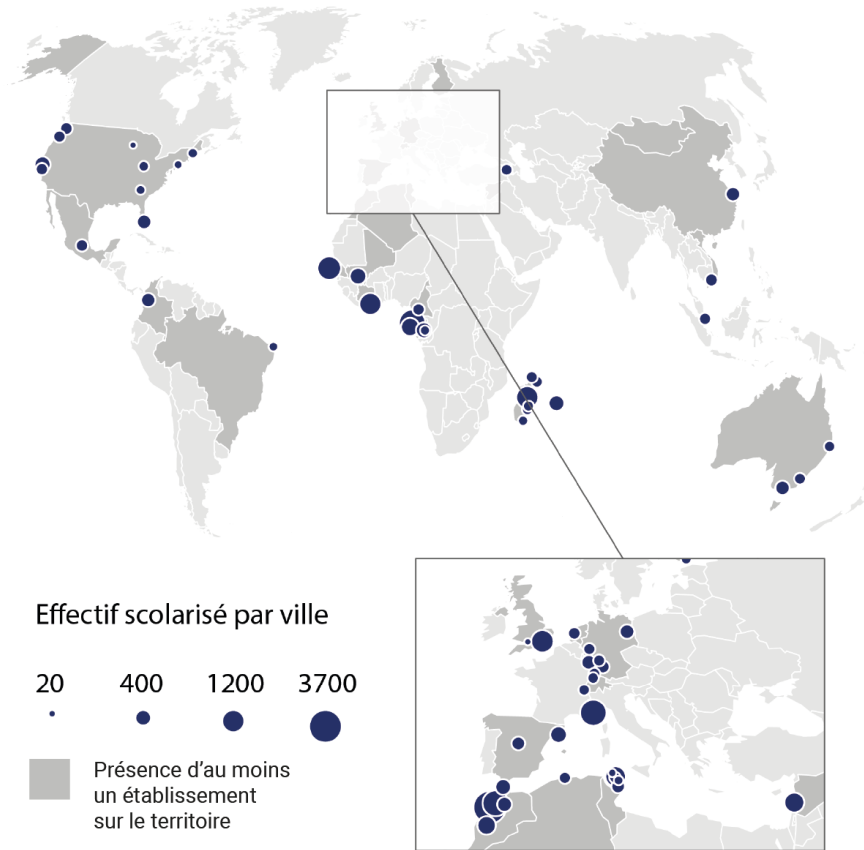 Effectif scolarisé par ville
20 400 1200 3700
Présence d'au moins
un établissement
sur le territoire